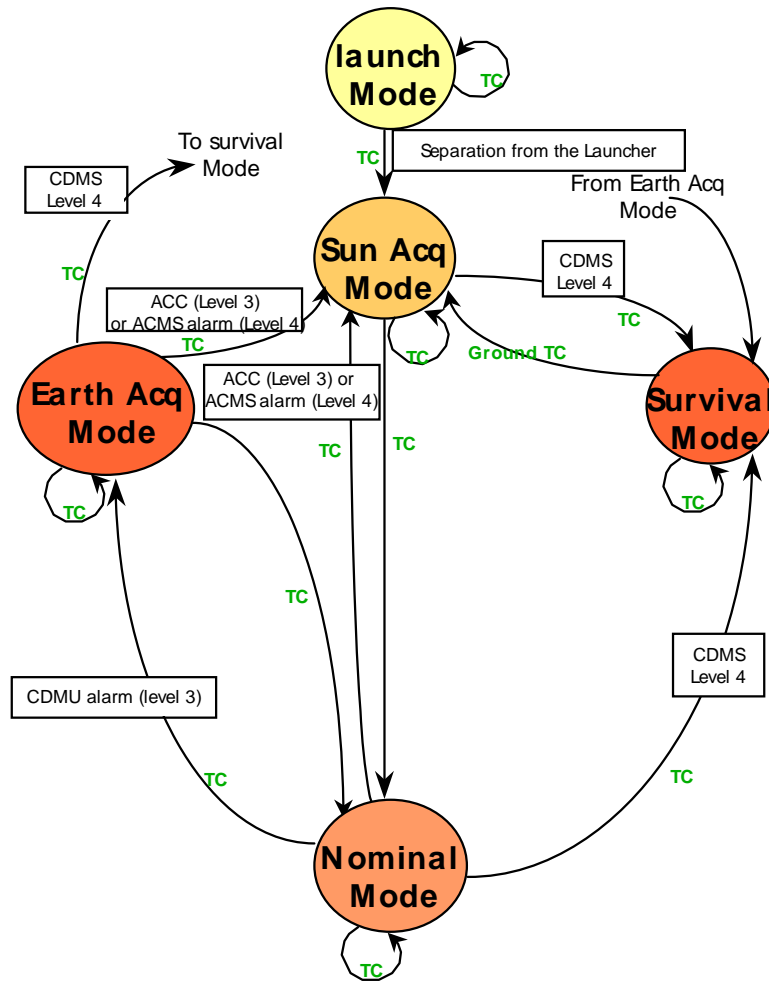 launch
Mode
TC
To survival
Mode
TC
Separation from the Launcher
CDMS
Level 4
From Earth Acq
Mode
Sun Acq
Mode
CDMS
Level 4
TC
ACC (Level 3)
or ACMS alarm (Level 4)
TC
TC
TC
Ground TC
ACC (Level 3) or
ACMS alarm (Level 4)
Earth Acq
Mode
Survival
Mode
TC
TC
TC
TC
TC
CDMS
Level 4
CDMU alarm (level 3)
TC
TC
Nominal
Mode
TC